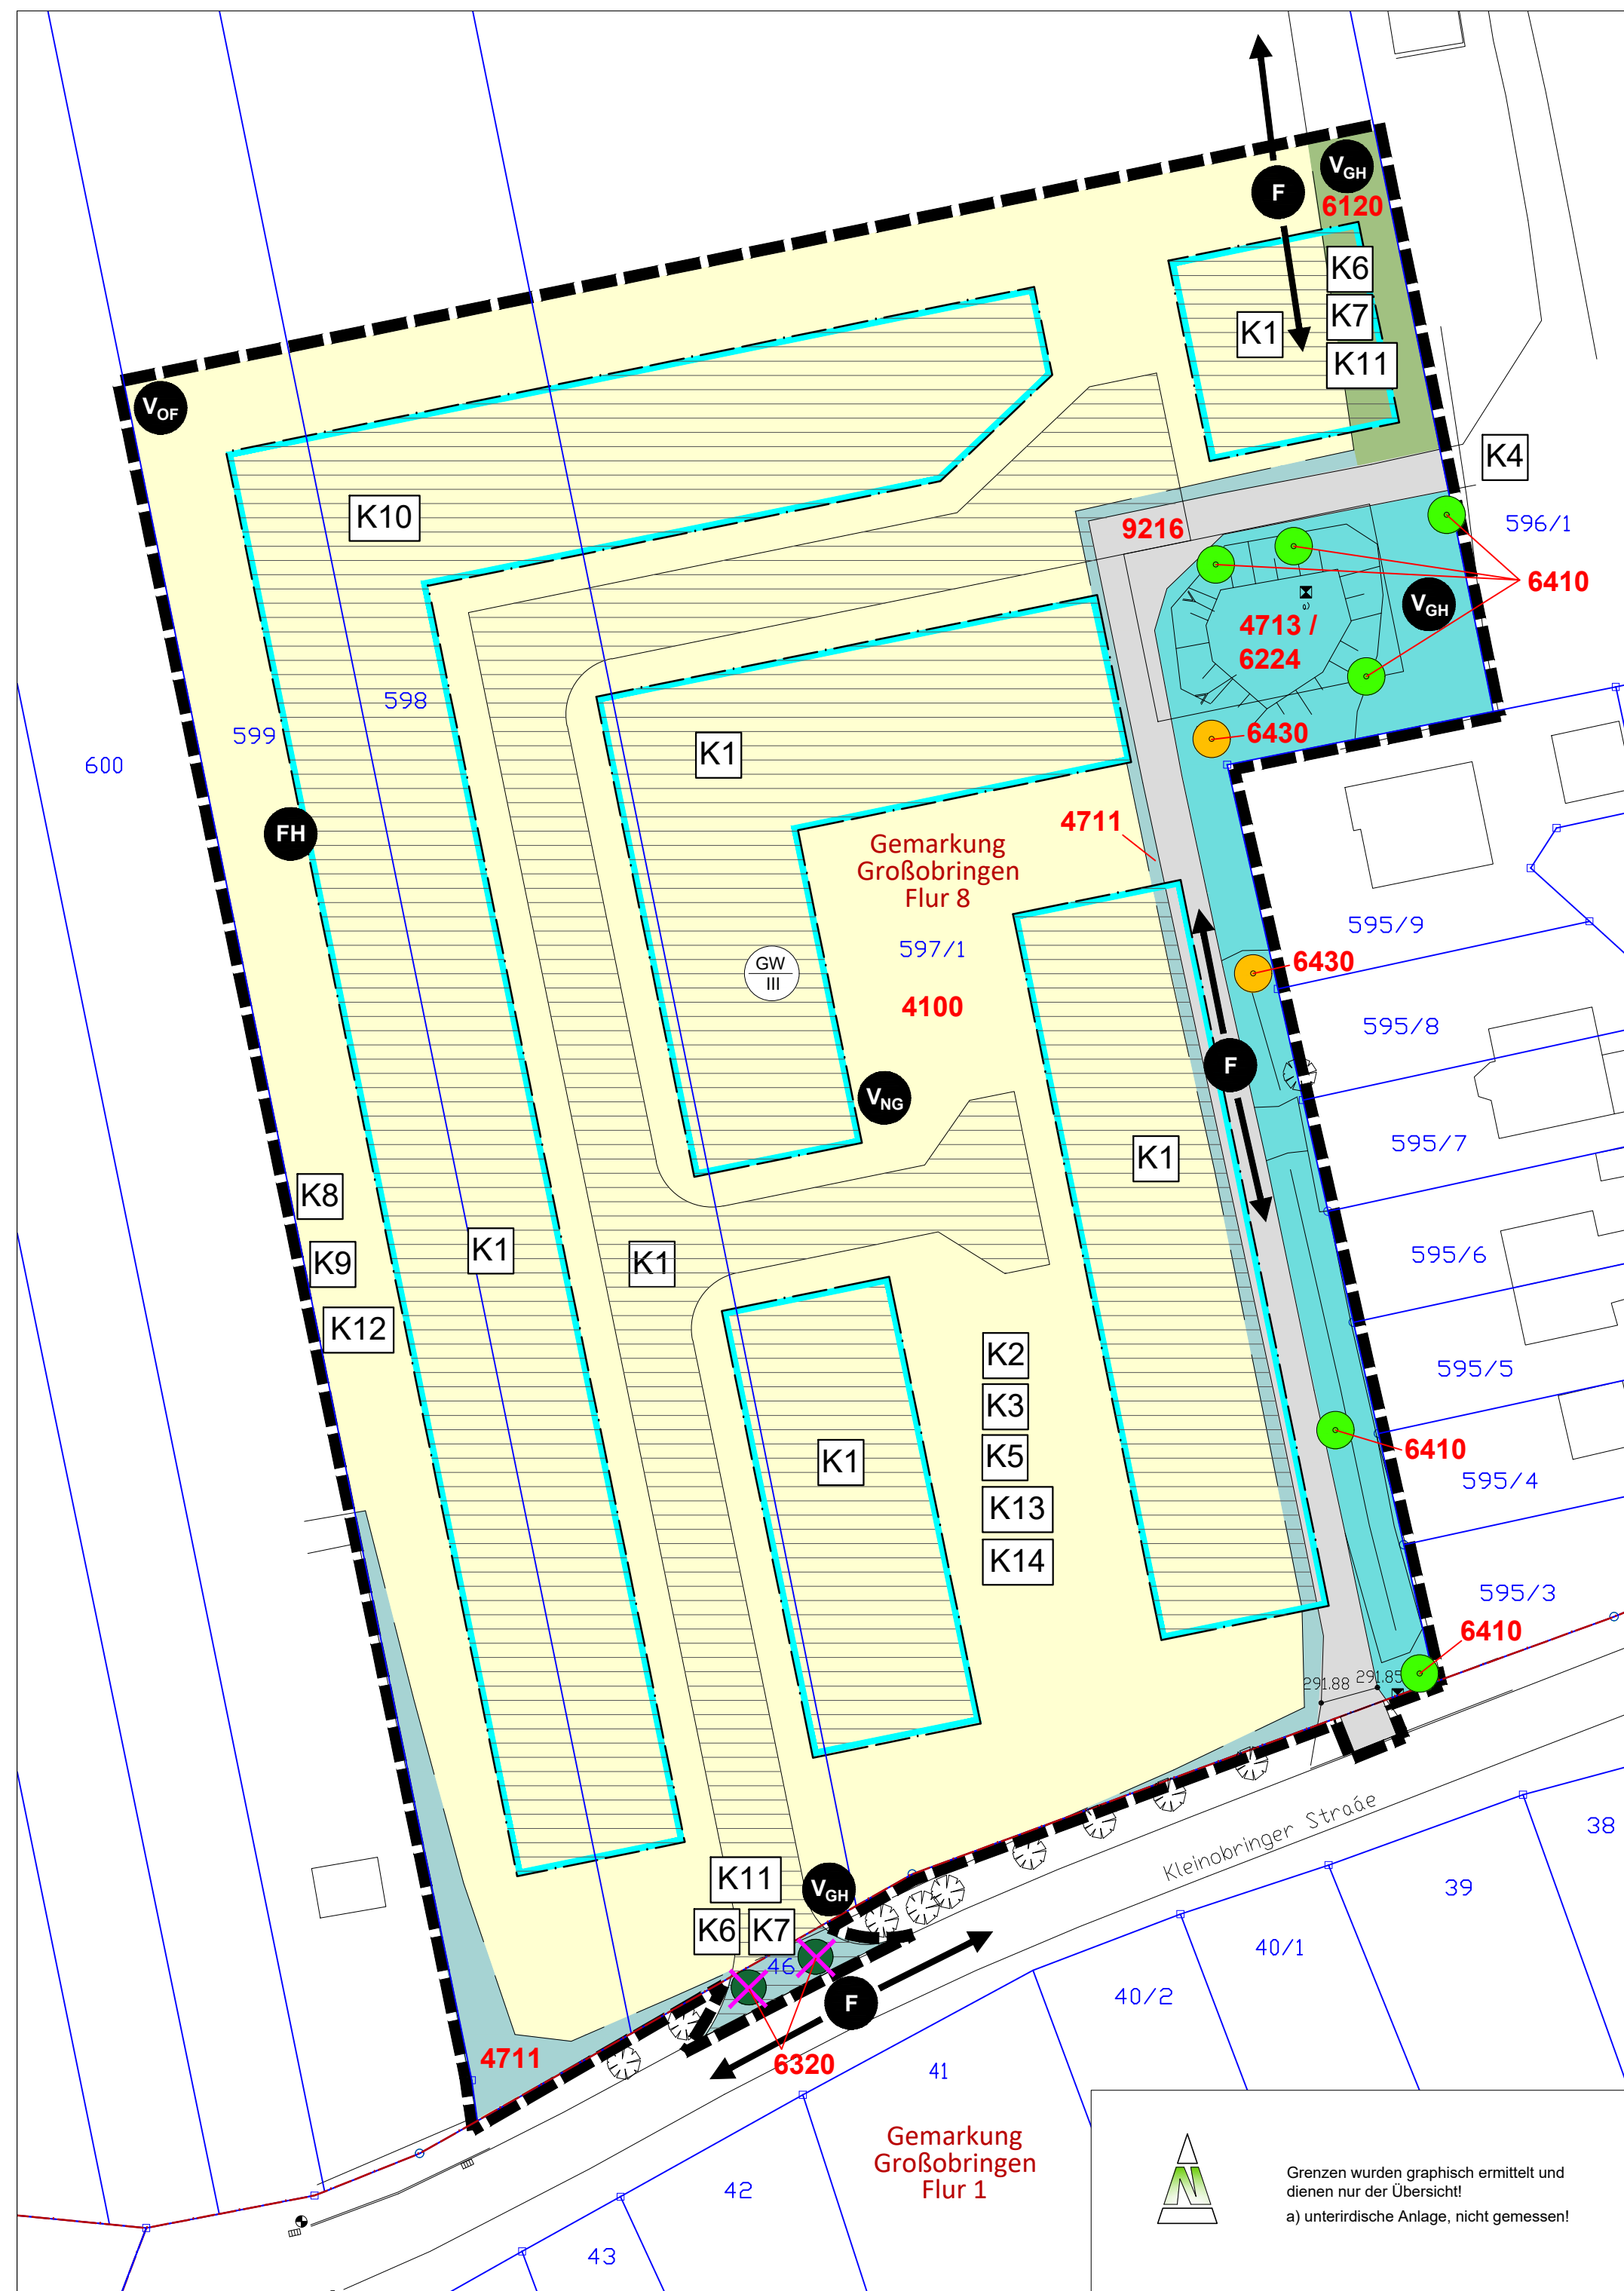 F
VGH
6120
K6
K1
K7
K11
VOF
K4
K10
9216
596/1
6410
VGH
4713 /
6224
598
599
6430
600
K1
FH
4711
Gemarkung
Großobringen
Flur 8
595/9
597/1
GW
III
6430
4100
595/8
F
VNG
595/7
K1
K8
K1
K9
K1
595/6
K12
K2
595/5
K3
K1
K5
6410
595/4
K13
K14
595/3
6410
291.88
291.85
Kleinobringer Straáe
38
K11
VGH
39
K6
K7
40/1
46
F
40/2
4711
6320
41
Gemarkung
Großobringen
Flur 1
N
Grenzen wurden graphisch ermittelt und
dienen nur der Übersicht!
a) unterirdische Anlage, nicht gemessen!
42
43